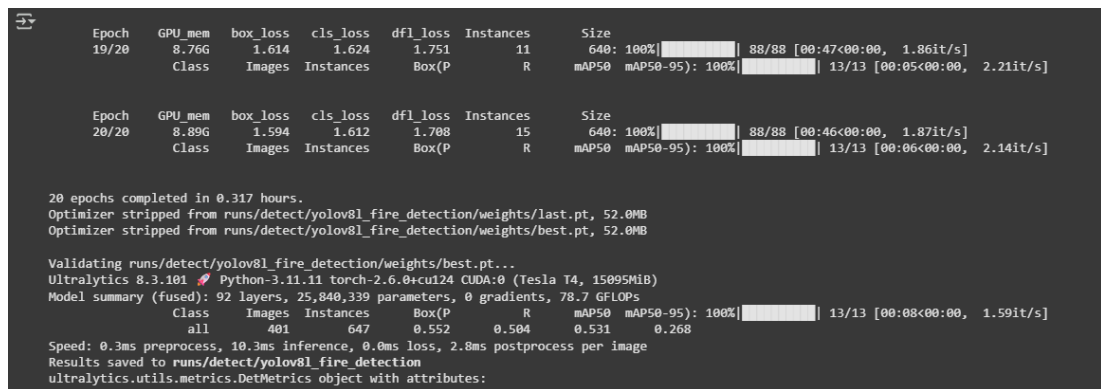 Epoch GPU_mem box_loss cls_loss dfl_loss Instances Size
19/20 8.76G 1.614 1.624 1.751 11 640: 100%|██████████| 88/88 [00:47<00:00, 1.86it/s]
Class Images Instances Box(P R mAP50 mAP50-95): 100%|██████████| 13/13 [00:05<00:00, 2.21it/s]
Epoch GPU_mem box_loss cls_loss dfl_loss Instances Size
20/20 8.89G 1.594 1.612 1.708 15 640: 100%|██████████| 88/88 [00:46<00:00, 1.87it/s]
Class Images Instances Box(P R mAP50 mAP50-95): 100%|██████████| 13/13 [00:06<00:00, 2.14it/s]
20 epochs completed in 0.317 hours.
Optimizer stripped from runs/detect/yolov8l_fire_detection/weights/last.pt, 52.0MB
Optimizer stripped from runs/detect/yolov8l_fire_detection/weights/best.pt, 52.0MB
Validating runs/detect/yolov8l_fire_detection/weights/best.pt...
Ultralytics 8.3.101 🚀 Python-3.11.11 torch-2.6.0+cu124 CUDA:0 (Tesla T4, 15095MiB)
Model summary (fused): 92 layers, 25,840,339 parameters, 0 gradients, 78.7 GFLOPs
Class Images Instances Box(P R mAP50 mAP50-95): 100%|██████████| 13/13 [00:08<00:00, 1.59it/s]
all 401 647 0.552 0.504 0.531 0.268
Speed: 0.3ms preprocess, 10.3ms inference, 0.0ms loss, 2.8ms postprocess per image
Results saved to runs/detect/yolov8l_fire_detection
ultralytics.utils.metrics.DetMetrics object with attributes: